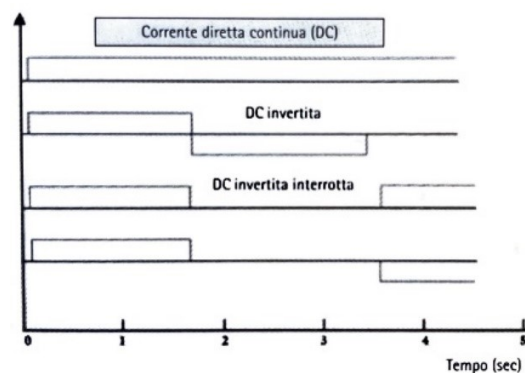 Corrente diretta continua (DC)
DC invertita
DC invertita interrotta
0 1 2 3 4 5
Tempo (sec)